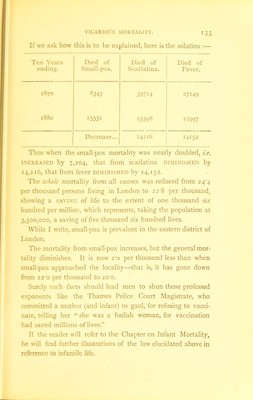 VICARIOUS MORTALITY. 133
If we ask how this is to be explained, here is the solution :—
Ten Years ending. Died of Small-pox. Died of Scarlatina. Died of Fever.
1870 8347 39714 27149
1880 15551 25598 12997
Decrease... 14116 14152
Thus when the small-pox mortality was nearly doubled, i.e.
INCREASED by 7,204, that from scarlatina DIMINISHED by
14,116, that from fever DIMINISHED by 14,152.
The whole mortality from all causes was reduced from 24·4
per thousand persons living in London to 22·8 per thousand,
showing a SAVING of life to the extent of one thousand six
hundred per million, which represents, taking the population at
3,500,000, a saving of five thousand six hundred lives.
While I write, small-pox is prevalent in the eastern district of
London.
The mortality from small-pox increases, but the general mor-
tality diminishes. It is now 2·0 per thousand less than when
small-pox approached the locality—that is, it has gone down
from 22·0 per thousand to 20·0.
Surely such facts should lead men to shun those professed
exponents like the Thames Police Court Magistrate, who
committed a mother (and infant) to gaol, for refusing to vacci-
nate, telling her "she was a foolish woman, for vaccination
had saved millions of lives."
If the reader will refer to the Chapter on Infant Mortality,
he will find further illustrations of the law elucidated above in
reference to infantile life.